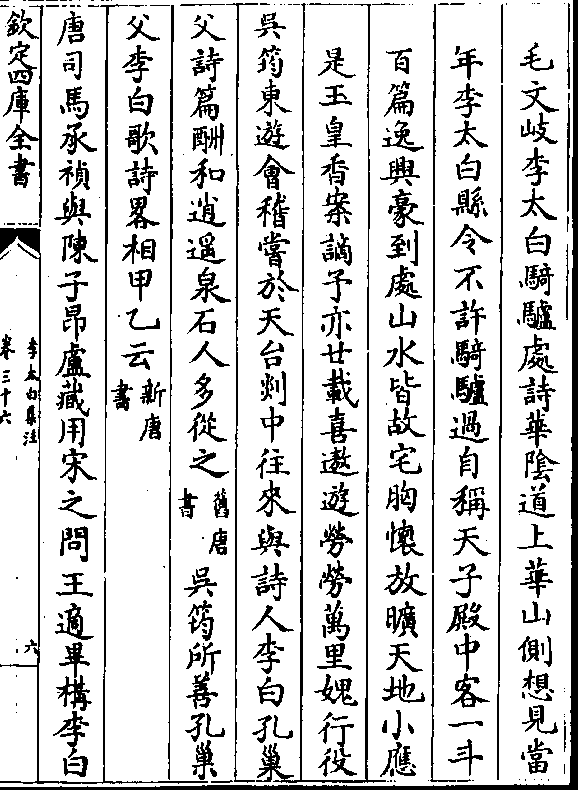 毛文岐李太白騎驢處詩華陰道上華山側想見當
年李太白縣令不許騎驢過自稱天子殿中客一斗
百篇逸興豪到處山水皆故宅胸懷放曠天地小應
是玉皇香案謫予亦廿載喜遨遊勞勞萬里媿行役
吳筠東遊㑹稽嘗於天台剡中往來與詩人李白孔巢
父詩篇酬和逍遥泉石人多從之舊唐書吳筠所善孔巢
父李白歌詩畧相甲乙云新唐書
唐司馬承禎與陳子昂盧藏用宋之問王適畢構李白
欽定四庫全書
李太白集注
卷三十六
六